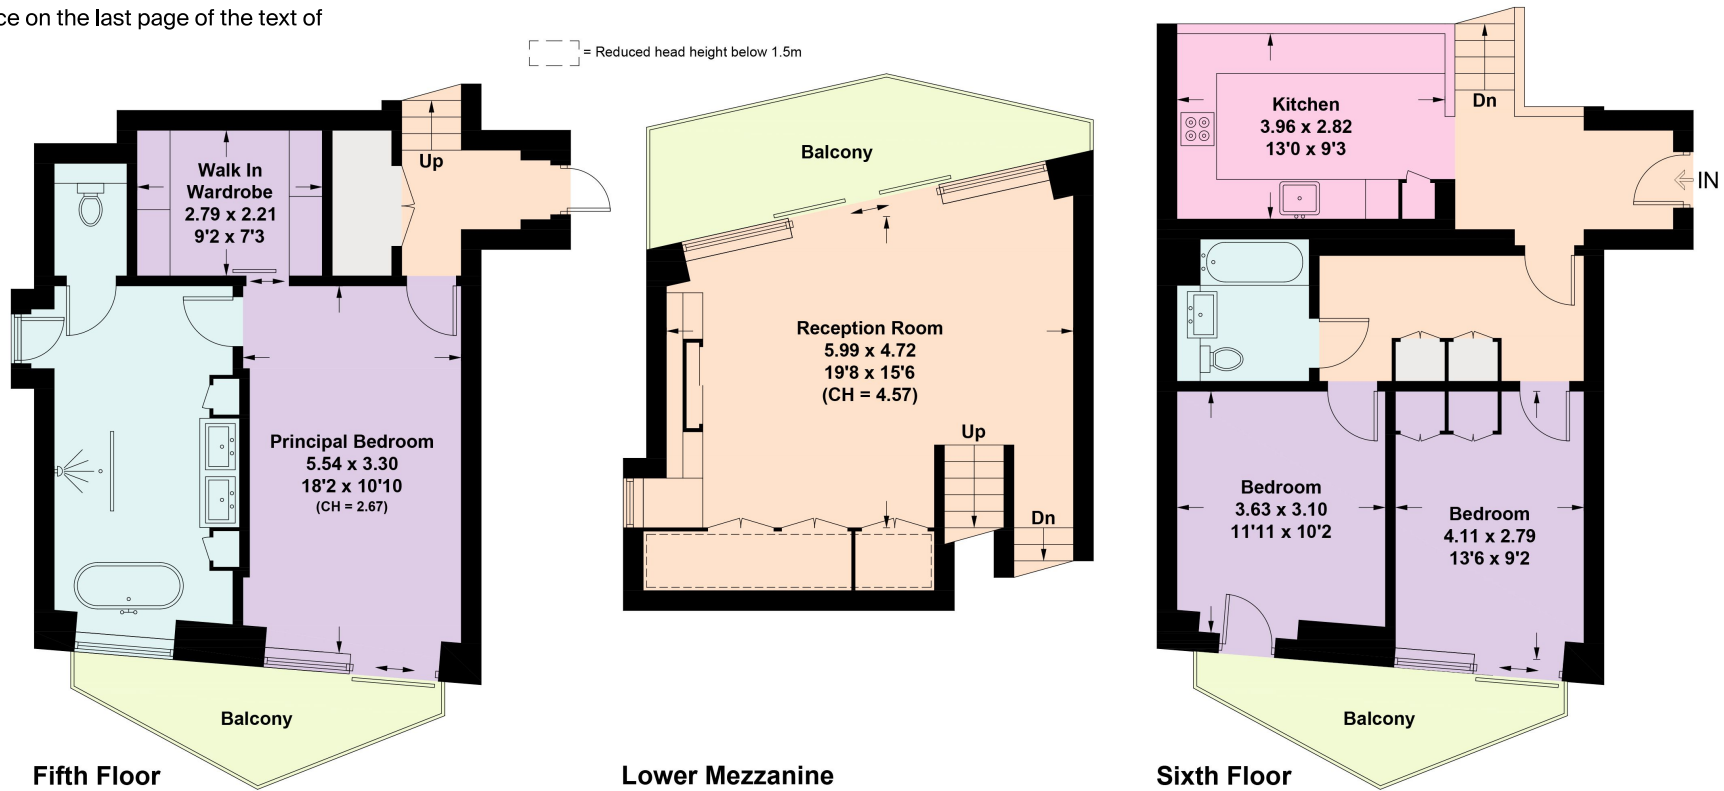 ce on the last page of the text of
= Reduced head height below 1.5m
Walk In
Wardrobe
2.79 x 2.21
9'2 x 7'3
Up
Principal Bedroom
5.54 x 3.30
18'2 x 10'10
(CH = 2.67)
Balcony
Fifth Floor
Balcony
Reception Room
5.99 x 4.72
19'8 x 15'6
(CH = 4.57)
Up
Dn
Lower Mezzanine
Kitchen
3.96 x 2.82
13'0 x 9'3
Dn
IN
Bedroom
3.63 x 3.10
11'11 x 10'2
Bedroom
4.11 x 2.79
13'6 x 9'2
Balcony
Sixth Floor